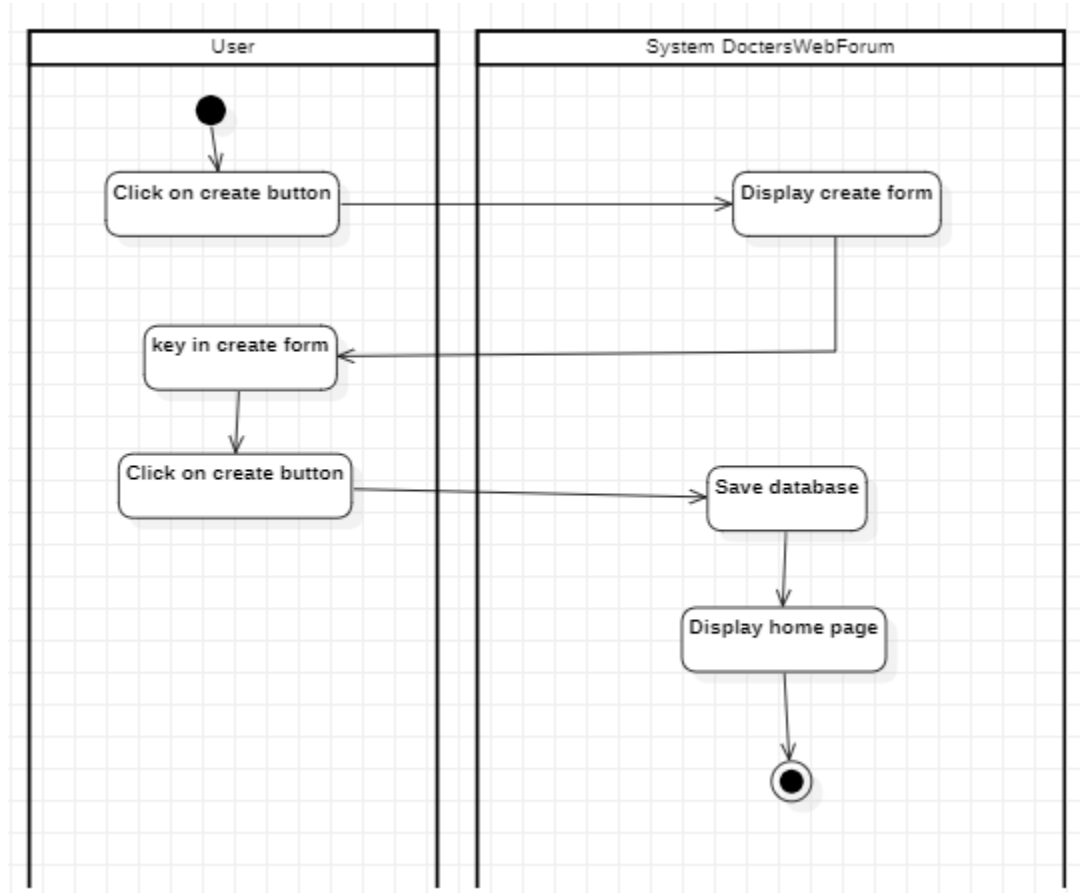 User
System DoctersWebForum
Click on create button
Display create form
key in create form
Click on create button
Save database
Display home page